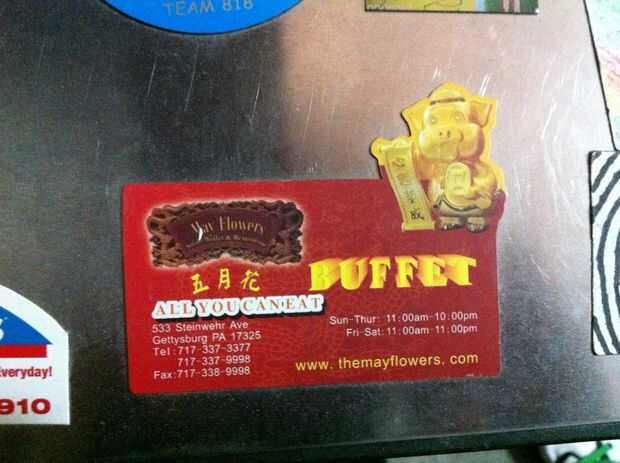 TEAM 818
May Flowers
Buffet & Restaurant
五月花
BUFFET
ALL YOU CAN EAT
533 Steinwehr Ave
Gettysburg PA 17325
Tel:717-337-3377
717-337-9998
Fax:717-338-9998
Sun-Thur: 11:00am-10:00pm
Fri-Sat: 11:00am-11:00pm
www. themayflowers. com
Everyday!
910